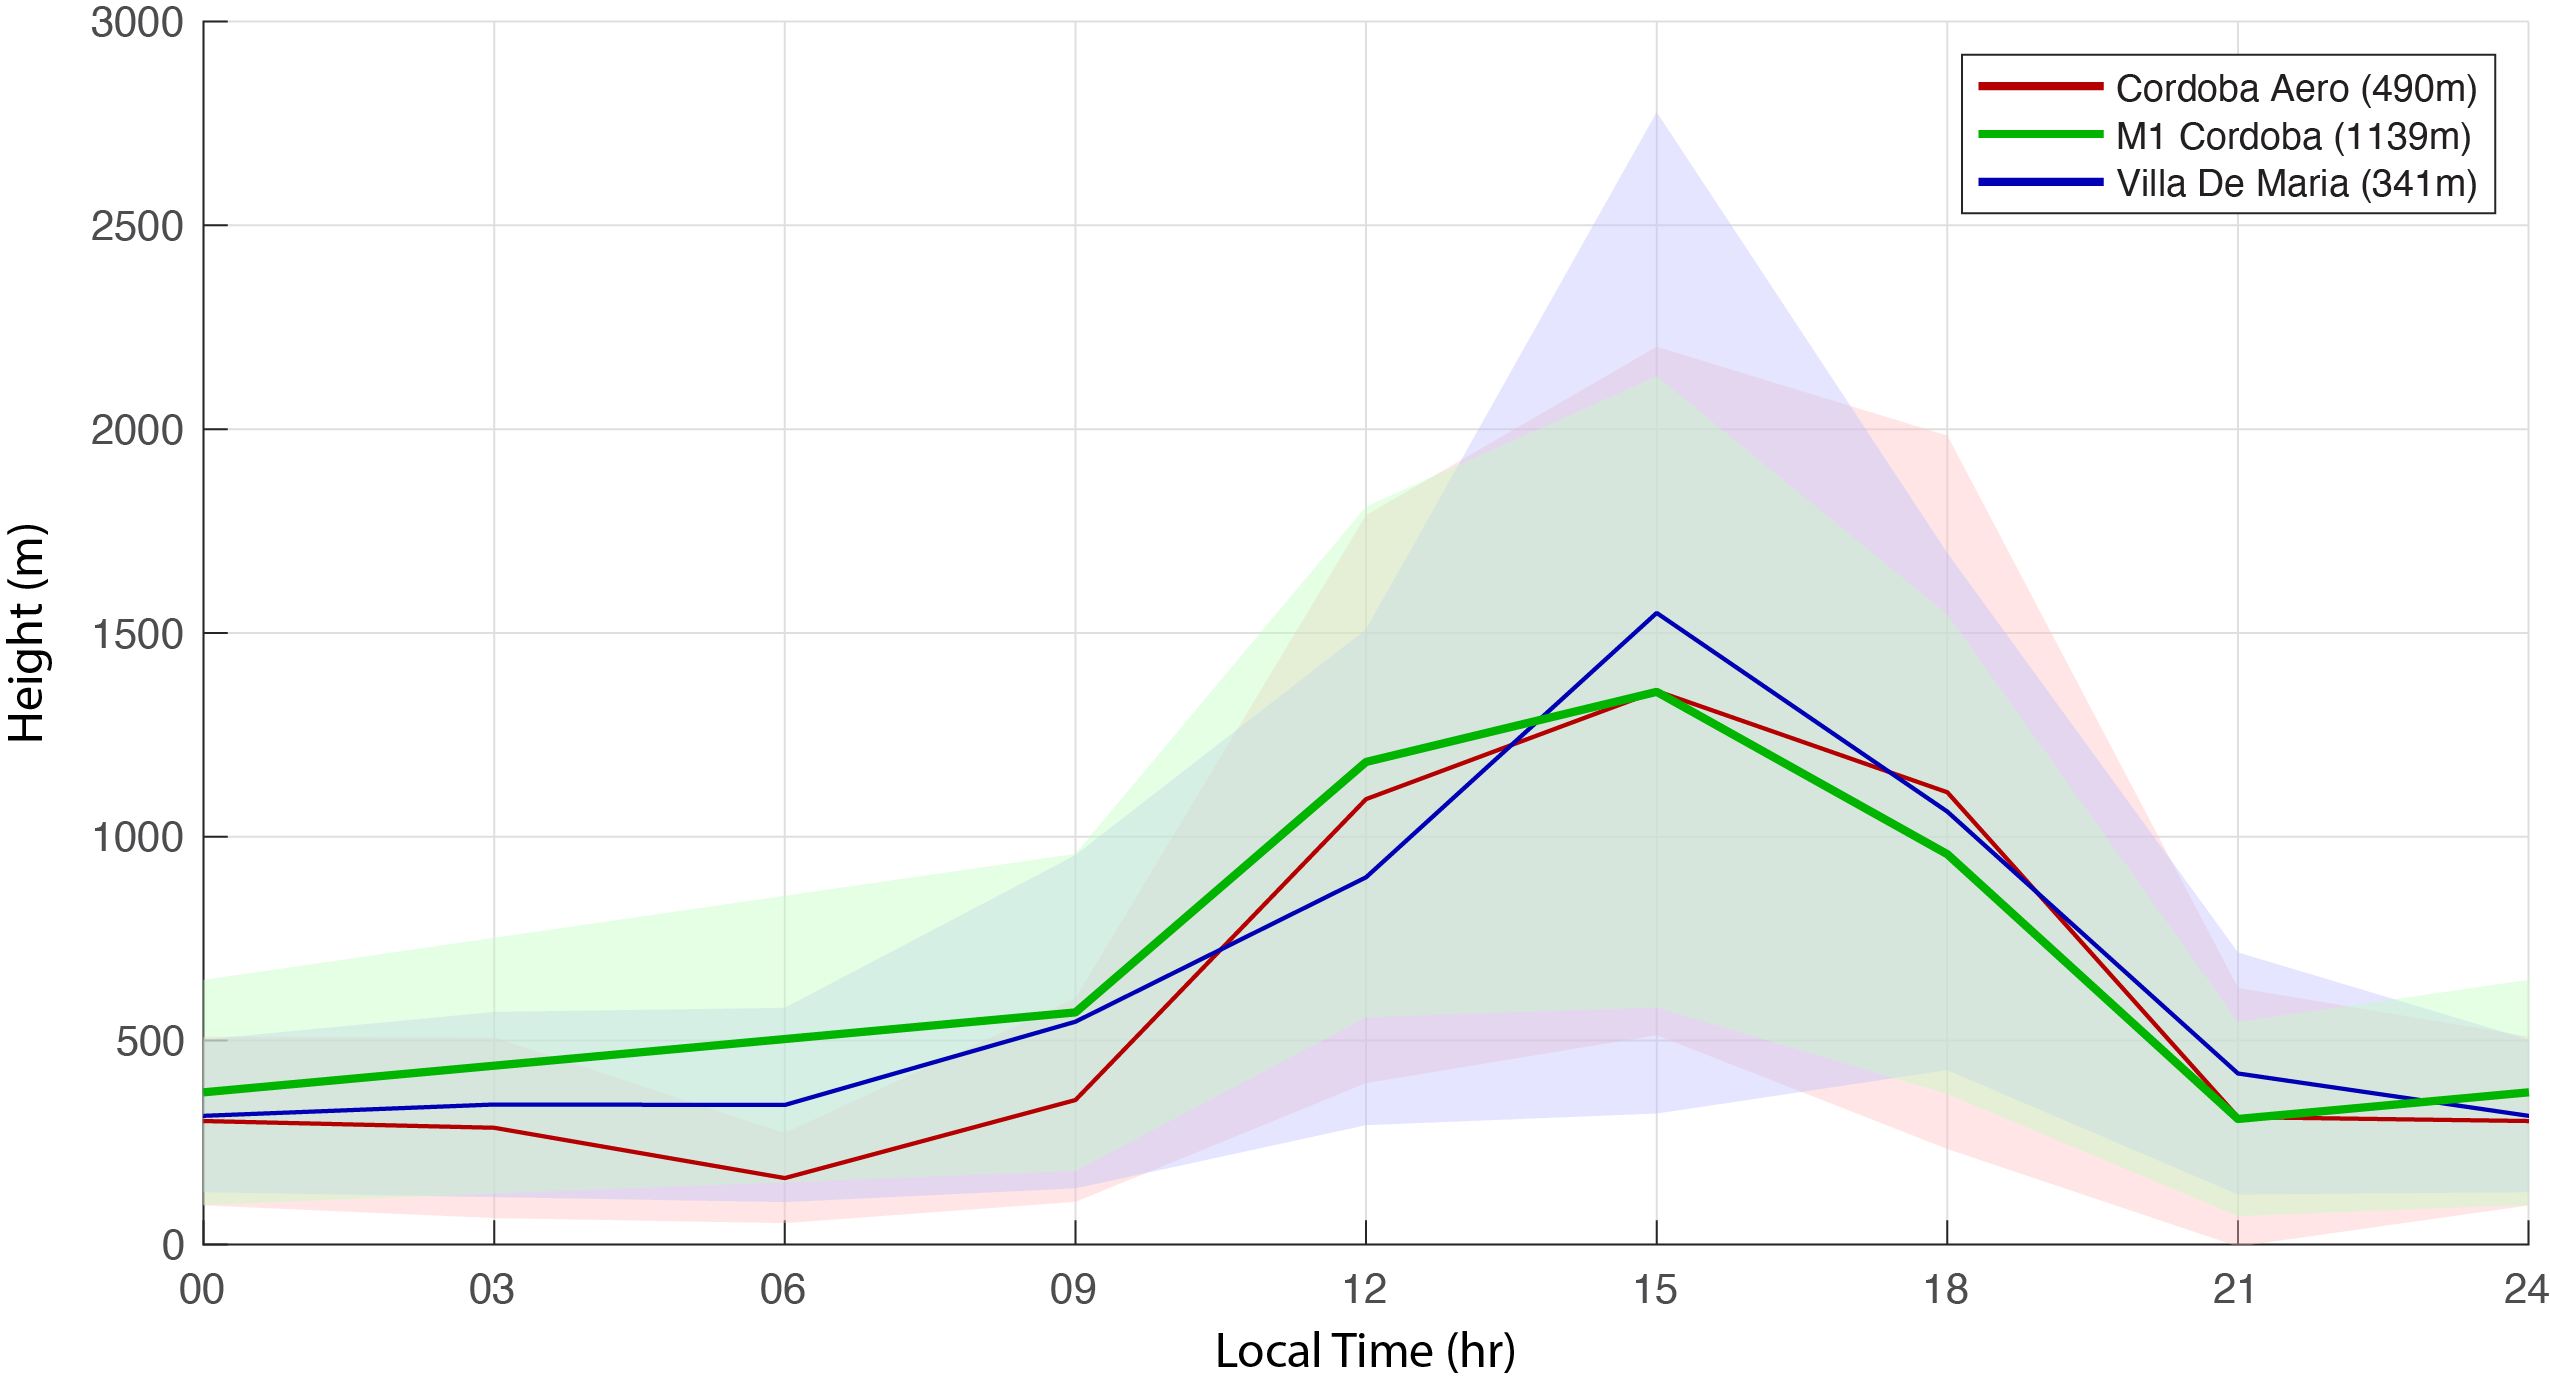 3000
2500
2000
1500
1000
500
0
Height (m)
Cordoba Aero (490m)
M1 Cordoba (1139m)
Villa De Maria (341m)
00 03 06 09 12 15 18 21 24
Local Time (hr)